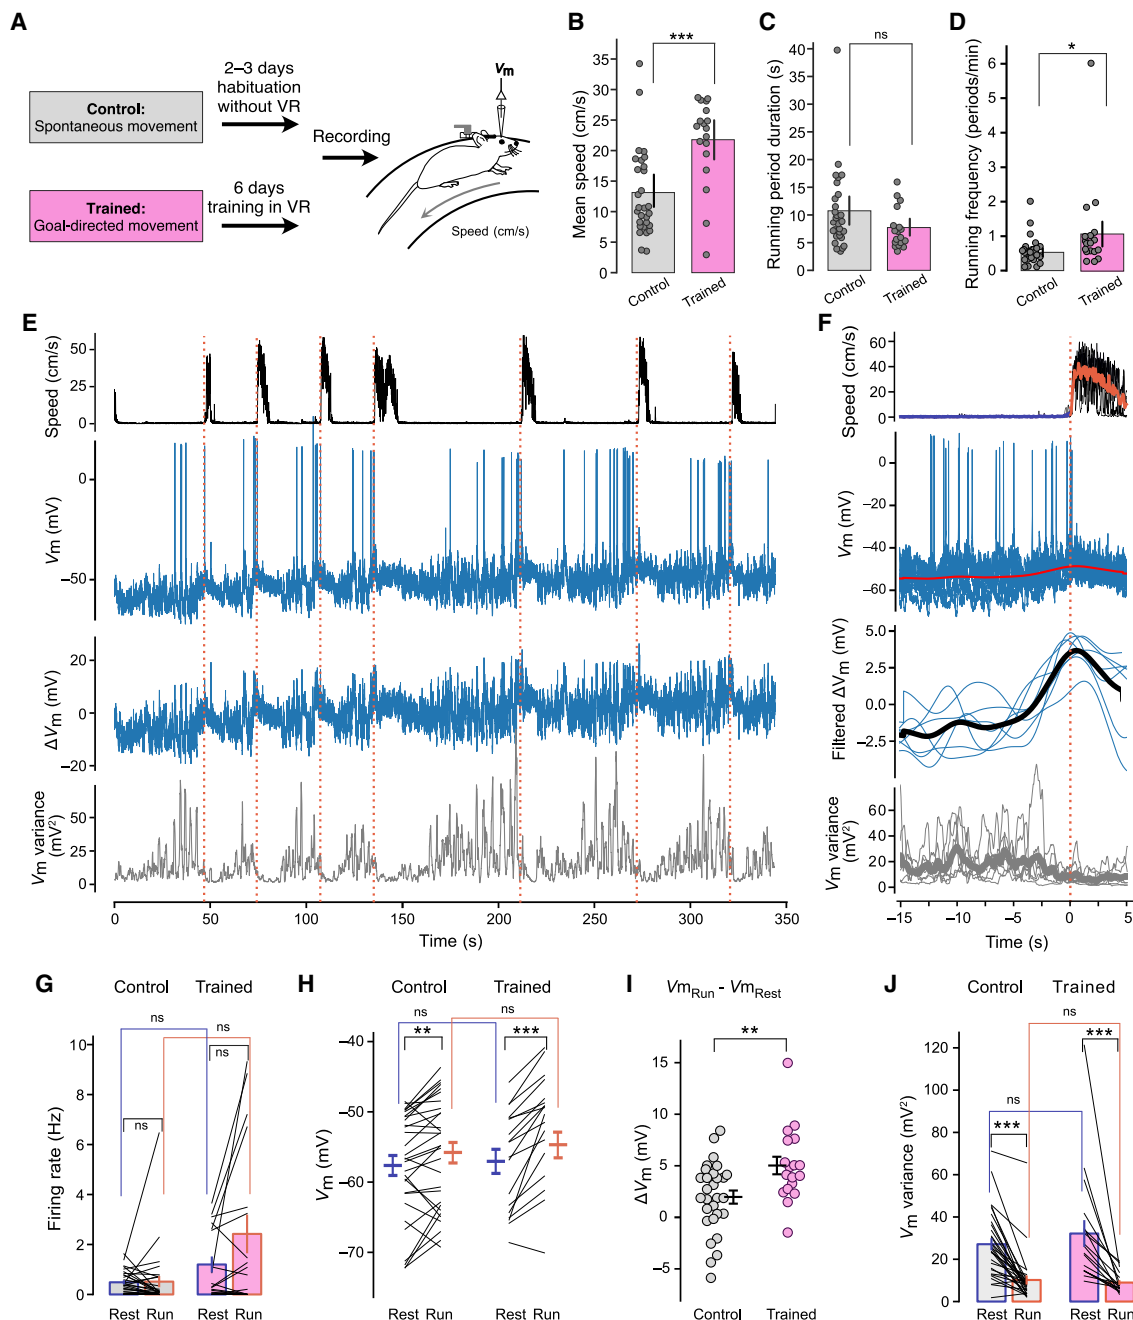 A
Control:
Spontaneous movement
2–3 days
habituation
without VR
Trained:
Goal-directed movement
6 days
training in VR
Recording
Vm
Speed (cm/s)
B
Mean speed (cm/s)
35
30
25
20
15
10
5
0
***
Control
Trained
C
Running period duration (s)
40
35
30
25
20
15
10
5
0
ns
Control
Trained
D
Running frequency (periods/min)
6
5
4
3
2
1
0
*
Control
Trained
E
Speed (cm/s)
50
25
0
Vm (mV)
0
−50
ΔVm (mV)
20
0
−20
Vm variance
(mV²)
75
50
25
0
0
50
100
150
200
250
300
350
Time (s)
F
Speed (cm/s)
60
40
20
0
Vm (mV)
0
−20
−40
−60
Filtered ΔVm (mV)
5.0
2.5
0.0
−2.5
Vm variance
(mV²)
80
60
40
20
0
−15
−10
−5
0
5
Time (s)
G
Control
Trained
ns
ns
ns
ns
Firing rate (Hz)
10
8
6
4
2
0
Rest Run
Rest Run
H
Control
Trained
ns
ns
**
***
Vm (mV)
−40
−50
−60
−70
Rest Run
Rest Run
I
VmRun - VmRest
**
ΔVm (mV)
15
10
5
0
−5
Control
Trained
J
Control
Trained
ns
***
ns
***
Vm variance (mV²)
120
100
80
60
40
20
0
Rest Run
Rest Run